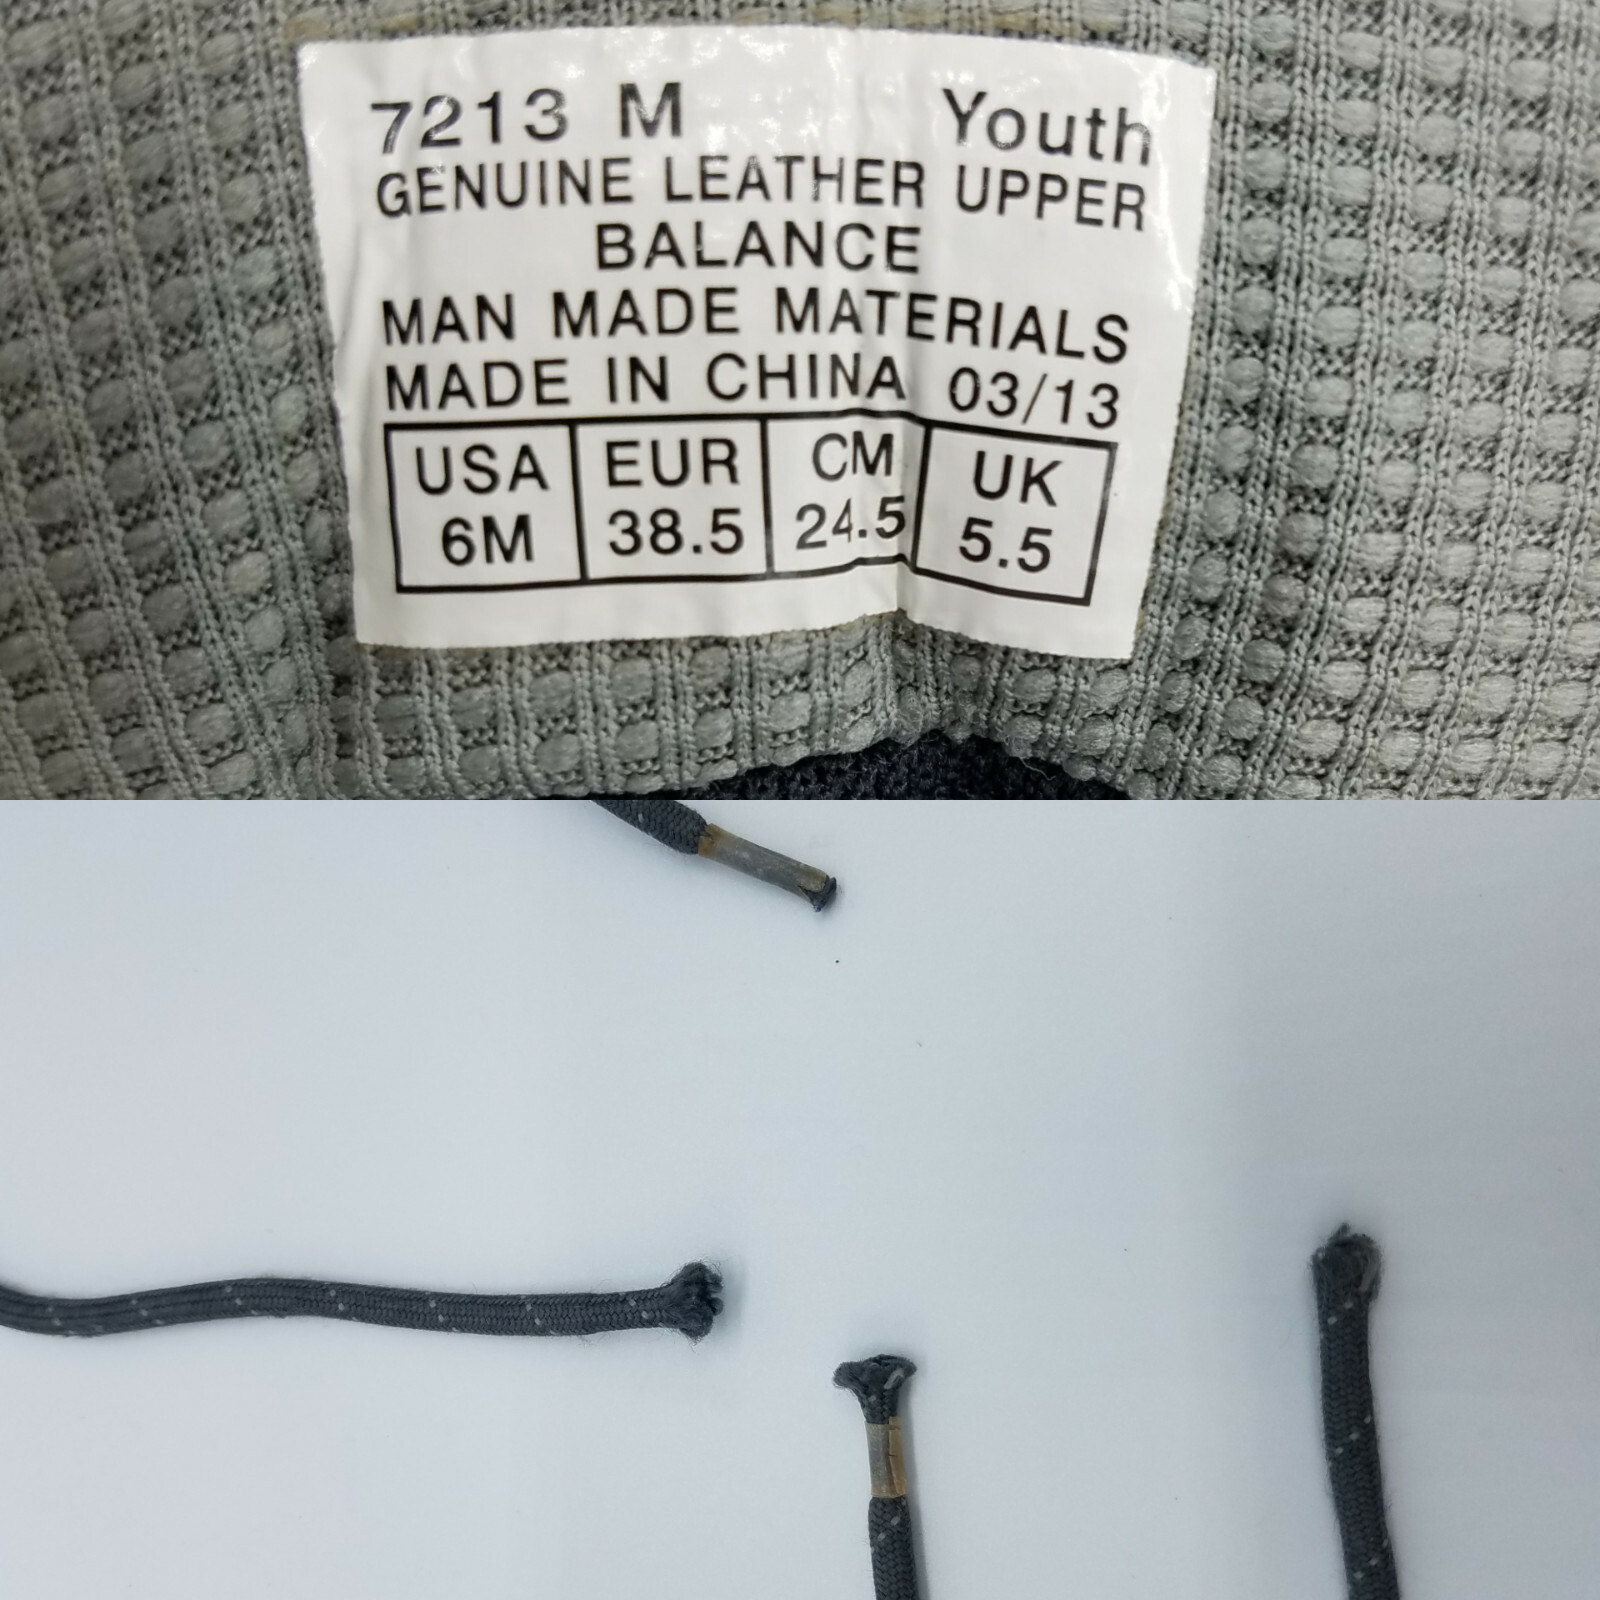 7213 M Youth
GENUINE LEATHER UPPER
BALANCE
MAN MADE MATERIALS
MADE IN CHINA 03/13
USA EUR CM UK
6M 38.5 24.5 5.5